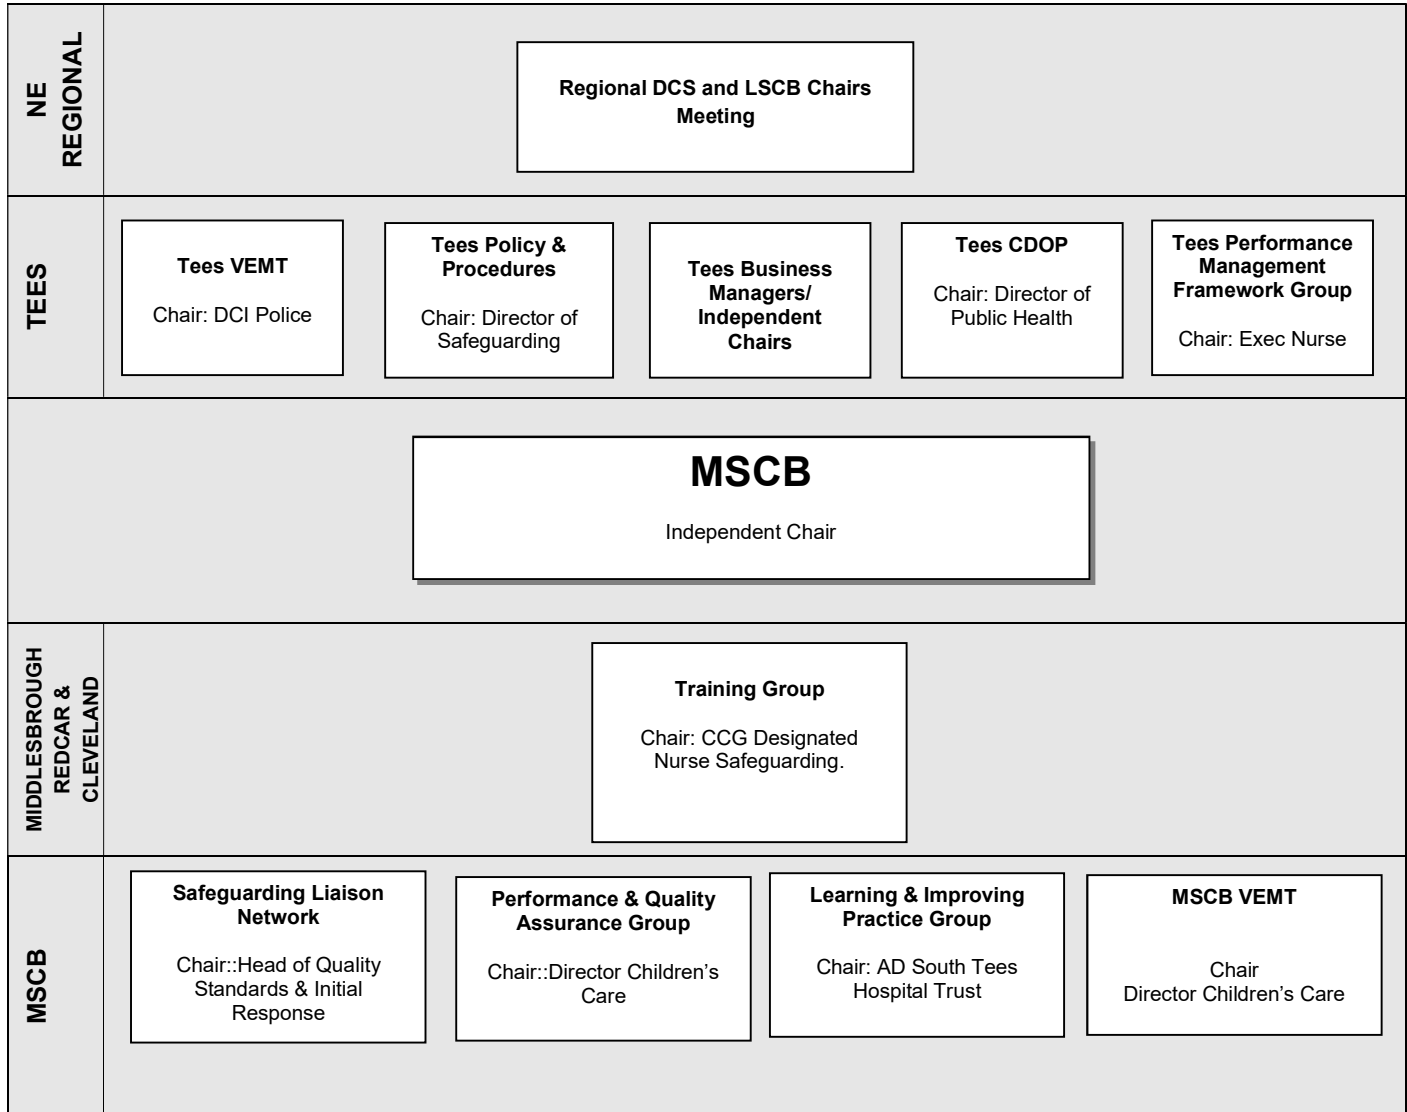 NE
REGIONAL
Regional DCS and LSCB Chairs
Meeting
TEES
Tees VEMT
Chair: DCI Police
Tees Policy &
Procedures
Chair: Director of
Safeguarding
Tees Business
Managers/
Independent
Chairs
Tees CDOP
Chair: Director of
Public Health
Tees Performance
Management
Framework Group
Chair: Exec Nurse
MSCB
Independent Chair
MIDDLESBROUGH
REDCAR &
CLEVELAND
Training Group
Chair: CCG Designated
Nurse Safeguarding.
MSCB
Safeguarding Liaison
Network
Chair::Head of Quality
Standards & Initial
Response
Performance & Quality
Assurance Group
Chair::Director Children’s
Care
Learning & Improving
Practice Group
Chair: AD South Tees
Hospital Trust
MSCB VEMT
Chair
Director Children’s Care